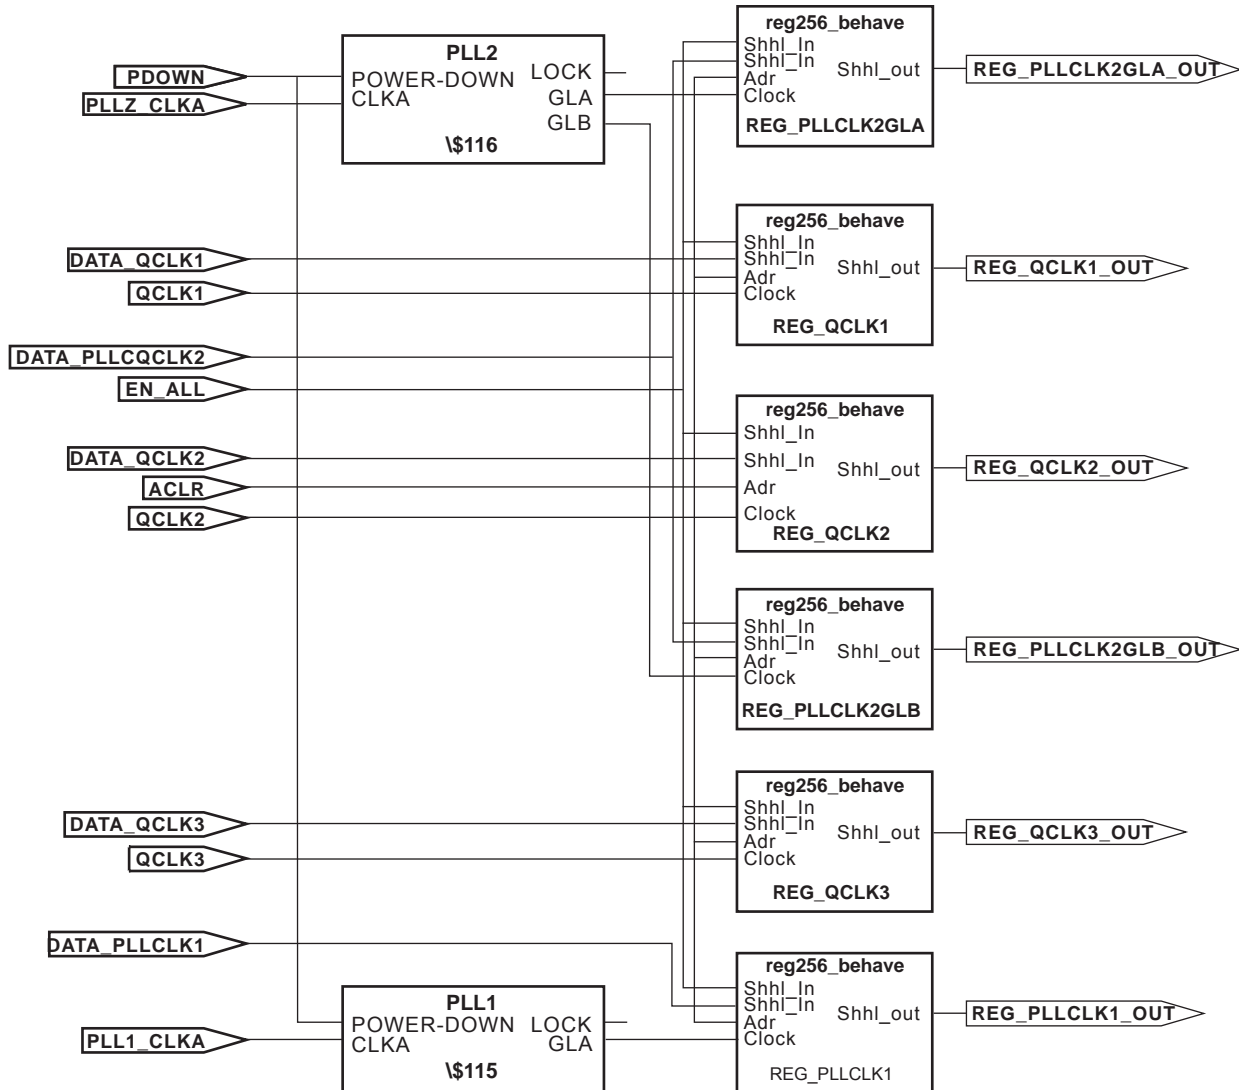 PDOWN
PLLZ_CLKA
PLL2
POWER-DOWN
CLKA
LOCK
GLA
GLB
\$116
reg256_behave
Shhl_In
Shhl_In
Adr
Clock
Shhl_out
REG_PLLCLK2GLA
REG_PLLCLK2GLA_OUT
DATA_QCLK1
QCLK1
reg256_behave
Shhl_In
Shhl_In
Adr
Clock
Shhl_out
REG_QCLK1
REG_QCLK1_OUT
DATA_PLLCQCLK2
EN_ALL
DATA_QCLK2
ACLR
QCLK2
reg256_behave
Shhl_In
Shhl_In
Adr
Clock
Shhl_out
REG_QCLK2
REG_QCLK2_OUT
reg256_behave
Shhl_In
Shhl_In
Adr
Clock
Shhl_out
REG_PLLCLK2GLB
REG_PLLCLK2GLB_OUT
DATA_QCLK3
QCLK3
reg256_behave
Shhl_In
Shhl_In
Adr
Clock
Shhl_out
REG_QCLK3
REG_QCLK3_OUT
DATA_PLLCLK1
PLL1_CLKA
PLL1
POWER-DOWN
CLKA
LOCK
GLA
\$115
reg256_behave
Shhl_In
Shhl_In
Adr
Clock
Shhl_out
REG_PLLCLK1
REG_PLLCLK1_OUT